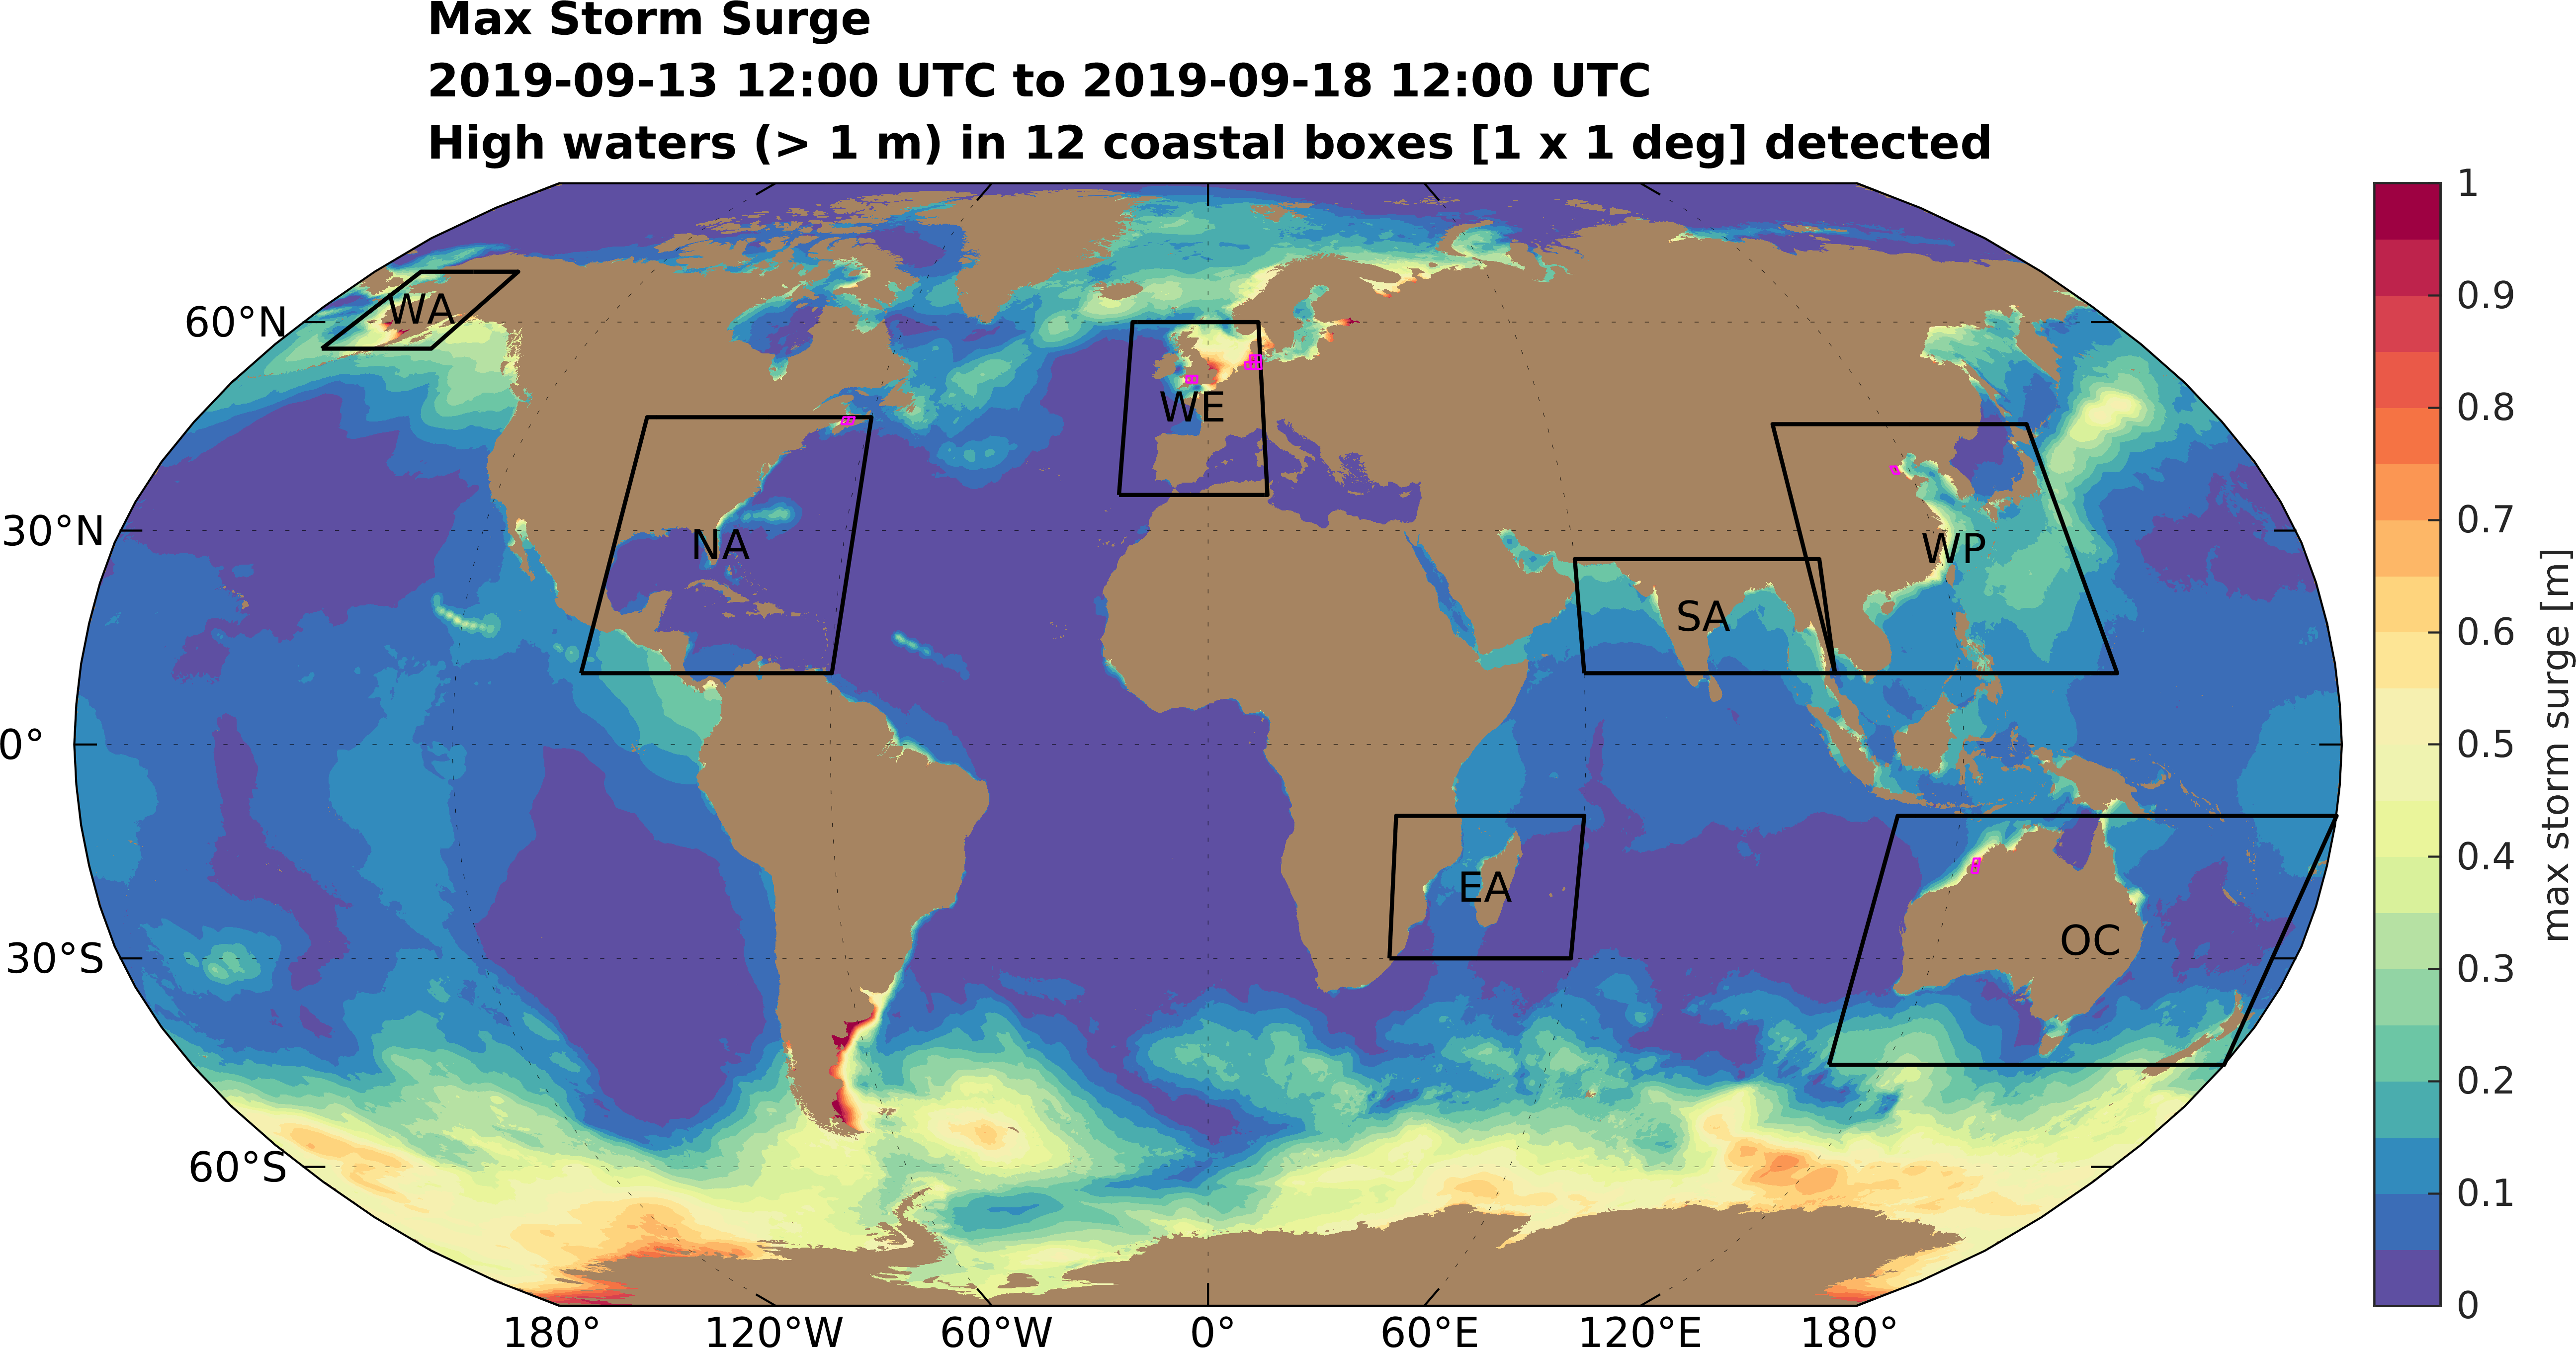 Max Storm Surge
2019-09-13 12:00 UTC to 2019-09-18 12:00 UTC
High waters (> 1 m) in 12 coastal boxes [1 x 1 deg] detected
60°N
30°N
0°
30°S
60°S
180°
120°W
60°W
0°
60°E
120°E
180°
WA
WE
NA
WP
SA
EA
OC
1
0.9
0.8
0.7
0.6
0.5
0.4
0.3
0.2
0.1
0
max storm surge [m]